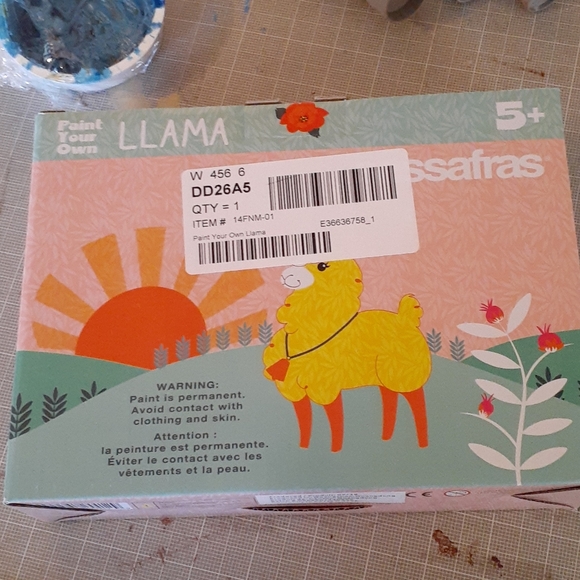 Paint
Your
Own
LLAMA
5+
ssafras
W 456 6
DD26A5
QTY = 1
ITEM # 14FNM-01
E36636758_1
Paint Your Own Llama
WARNING:
Paint is permanent.
Avoid contact with
clothing and skin.
Attention :
la peinture est permanente.
Éviter le contact avec les
vêtements et la peau.
CE